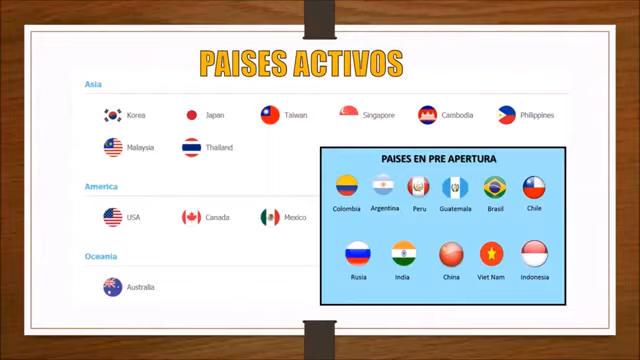 PAISES ACTIVOS
Asia
Korea Japan Taiwan Singapore Cambodia Philippines
Malaysia Thailand
America
USA Canada Mexico
Oceania
Australia
PAISES EN PRE APERTURA
Colombia Argentina Peru Guatemala Brasil Chile
Rusia India China Viet Nam Indonesia